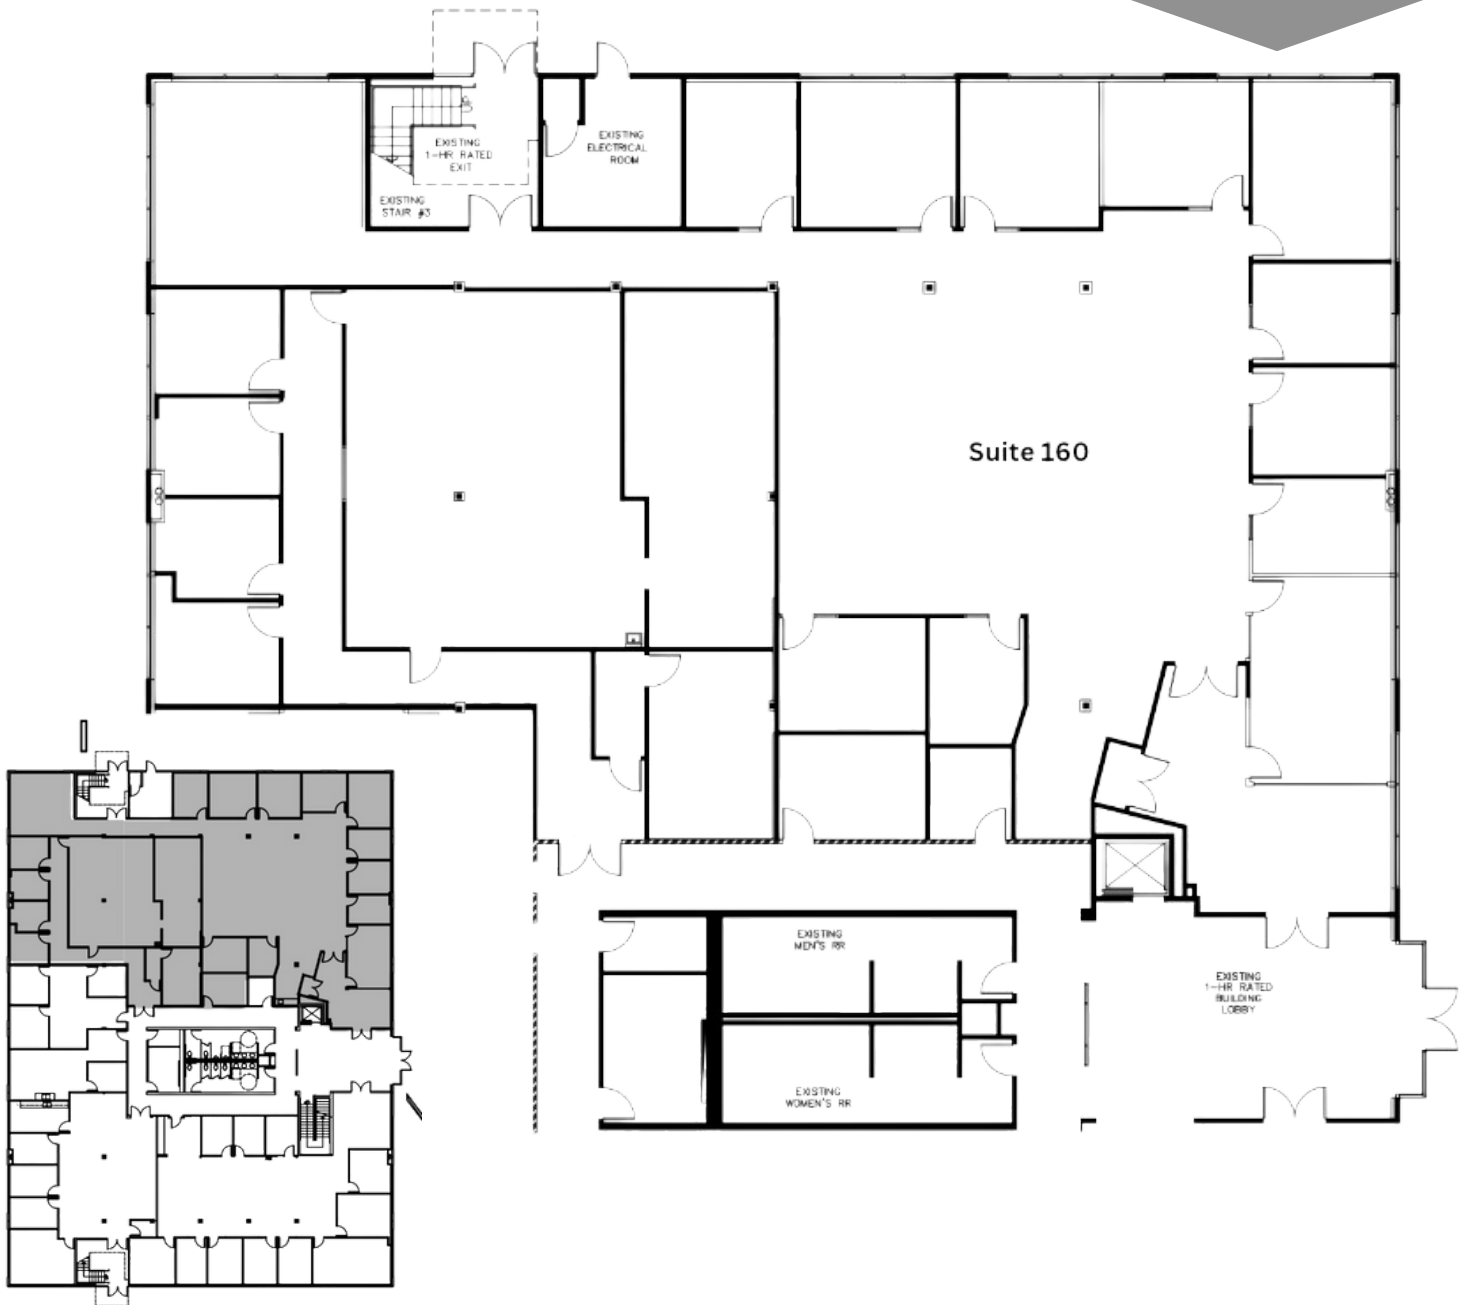 UP
EXISTING
1-HR RATED
EXIT
EXISTING
STAIR #3
EXISTING
ELECTRICAL
ROOM
Suite 160
EXISTING
MEN'S RR
EXISTING
WOMEN'S RR
EXISTING
1-HR RATED
BUILDING
LOBBY